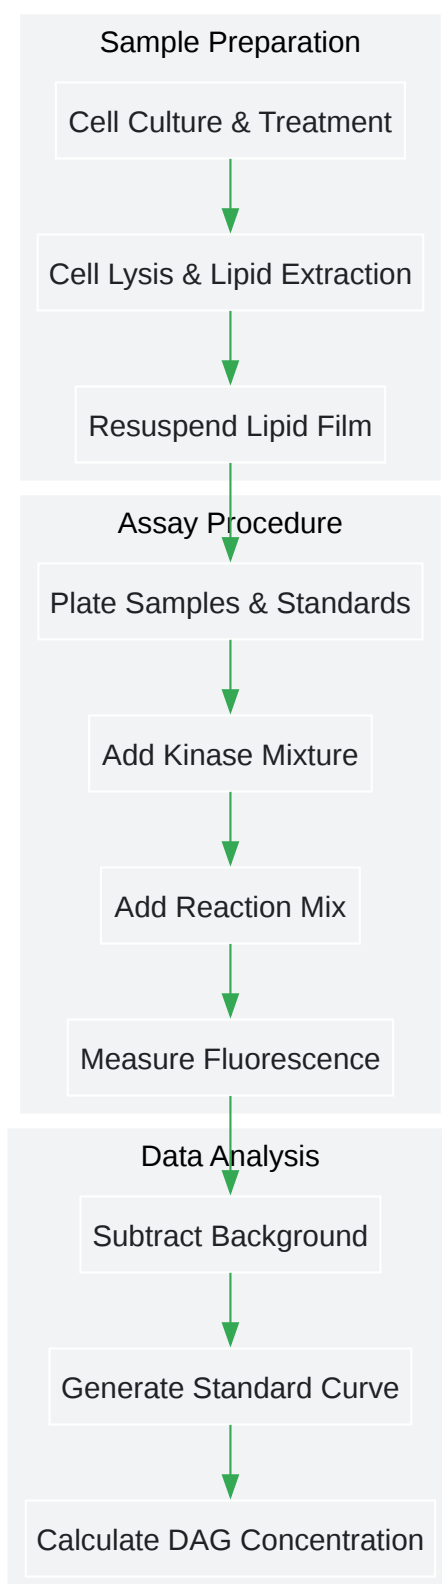 Sample Preparation
Cell Culture & Treatment
Cell Lysis & Lipid Extraction
Resuspend Lipid Film
Assay Procedure
Plate Samples & Standards
Add Kinase Mixture
Add Reaction Mix
Measure Fluorescence
Data Analysis
Subtract Background
Generate Standard Curve
Calculate DAG Concentration